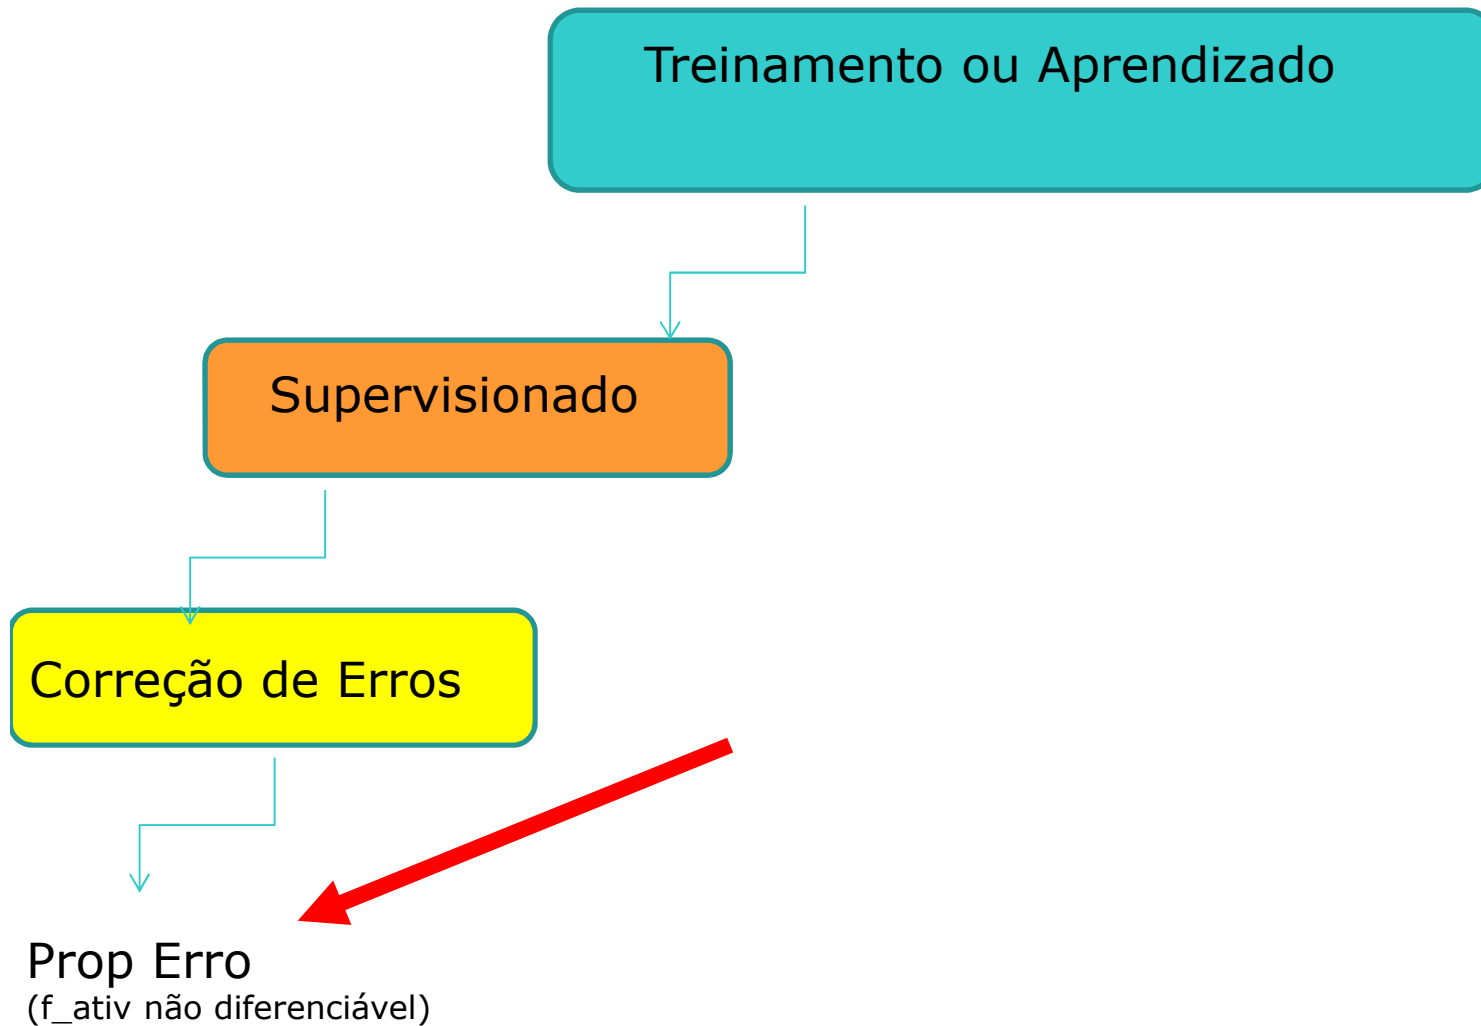 Treinamento ou Aprendizado
Supervisionado
Correção de Erros
Prop Erro
(f_ativ não diferenciável)